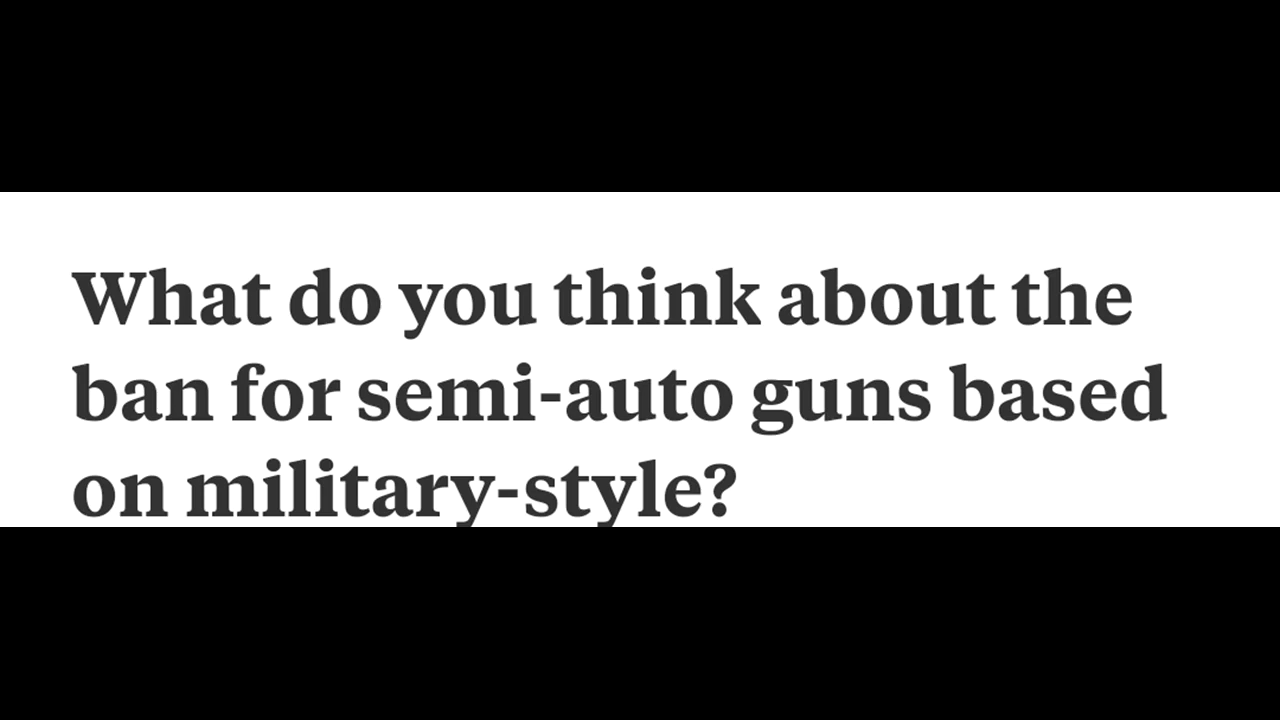 What do you think about the
ban for semi-auto guns based
on military-style?